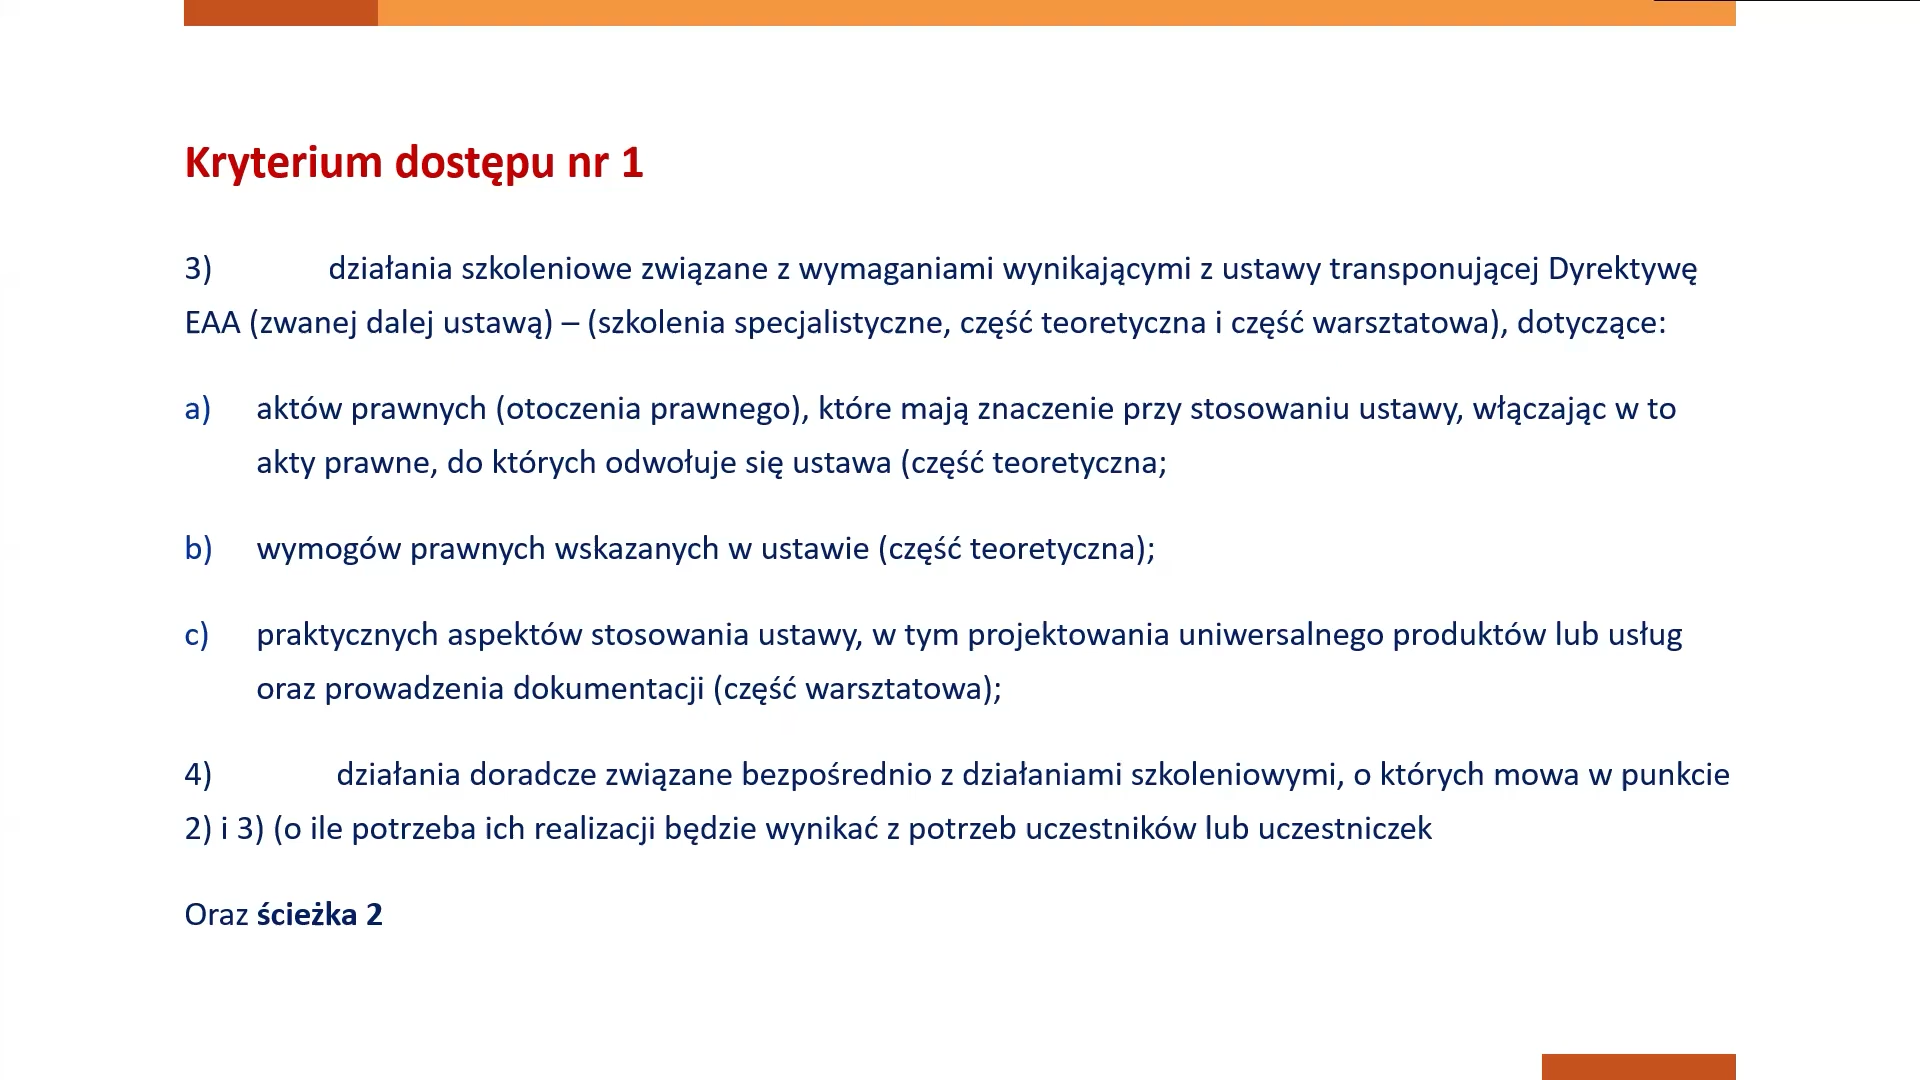 Kryterium dostępu nr 1
3) działania szkoleniowe związane z wymaganiami wynikającymi z ustawy transponującej Dyrektywę
EAA (zwanej dalej ustawą) – (szkolenia specjalistyczne, część teoretyczna i część warsztatowa), dotyczące:
a) aktów prawnych (otoczenia prawnego), które mają znaczenie przy stosowaniu ustawy, włączając w to
akty prawne, do których odwołuje się ustawa (część teoretyczna;
b) wymogów prawnych wskazanych w ustawie (część teoretyczna);
c) praktycznych aspektów stosowania ustawy, w tym projektowania uniwersalnego produktów lub usług
oraz prowadzenia dokumentacji (część warsztatowa);
4) działania doradcze związane bezpośrednio z działaniami szkoleniowymi, o których mowa w punkcie
2) i 3) (o ile potrzeba ich realizacji będzie wynikać z potrzeb uczestników lub uczestniczek
Oraz ścieżka 2